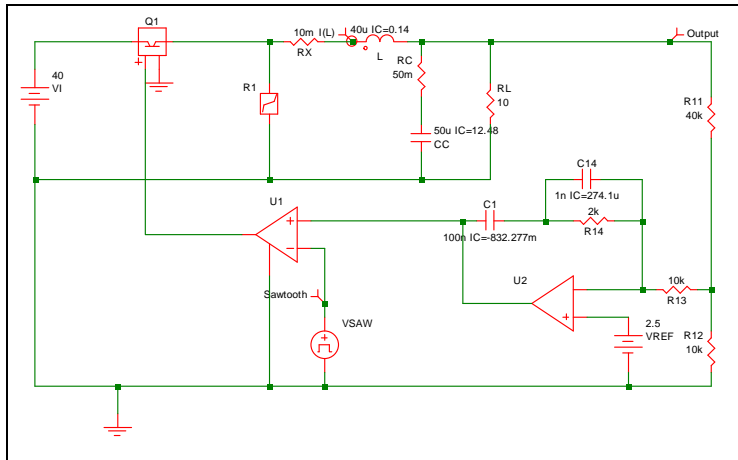 Q1
10m
I(L)
40u IC=0.14
Output
RX
L
RC
50m
40
VI
R1
RL
10
R11
40k
50u IC=12.48
CC
C14
1n IC=274.1u
U1
C1
2k
100n IC=-832.277m
R14
U2
10k
R13
Sawtooth
VSAW
2.5
VREF
R12
10k